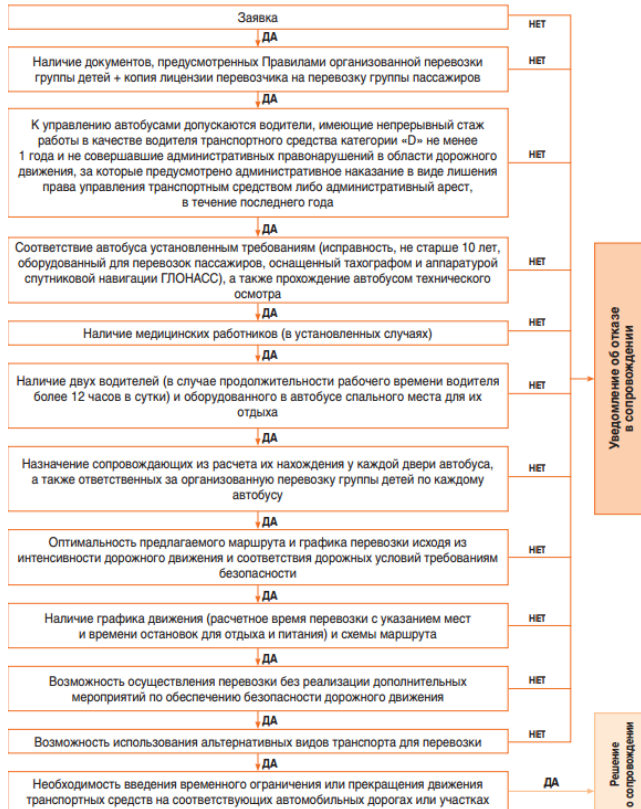 Заявка
НЕТ
ДА
Наличие документов, предусмотренных Правилами организованной перевозки
группы детей + копия лицензии перевозчика на перевозку группы пассажиров
НЕТ
ДА
К управлению автобусами допускаются водители, имеющие непрерывный стаж
работы в качестве водителя транспортного средства категории «D» не менее
1 года и не совершавшие административных правонарушений в области дорожного
движения, за которые предусмотрено административное наказание в виде лишения
права управления транспортным средством либо административный арест,
в течение последнего года
НЕТ
ДА
Соответствие автобуса установленным требованиям (исправность, не старше 10 лет,
оборудованный для перевозок пассажиров, оснащенный тахографом и аппаратурой
спутниковой навигации ГЛОНАСС), а также прохождение автобусом технического
осмотра
НЕТ
ДА
Наличие медицинских работников (в установленных случаях)
НЕТ
ДА
Наличие двух водителей (в случае продолжительности рабочего времени водителя
более 12 часов в сутки) и оборудованного в автобусе спального места для их
отдыха
НЕТ
ДА
Назначение сопровождающих из расчета их нахождения у каждой двери автобуса,
а также ответственных за организованную перевозку группы детей по каждому
автобусу
НЕТ
ДА
Оптимальность предлагаемого маршрута и графика перевозки исходя из
интенсивности дорожного движения и соответствия дорожных условий требованиям
безопасности
НЕТ
ДА
Наличие графика движения (расчетное время перевозки с указанием мест
и времени остановок для отдыха и питания) и схемы маршрута
НЕТ
ДА
Возможность осуществления перевозки без реализации дополнительных
мероприятий по обеспечению безопасности дорожного движения
НЕТ
ДА
Возможность использования альтернативных видов транспорта для перевозки
НЕТ
ДА
Необходимость введения временного ограничения или прекращения движения
транспортных средств на соответствующих автомобильных дорогах или участках
ДА
Уведомление об отказе
в сопровождении
Решение
сопровождении